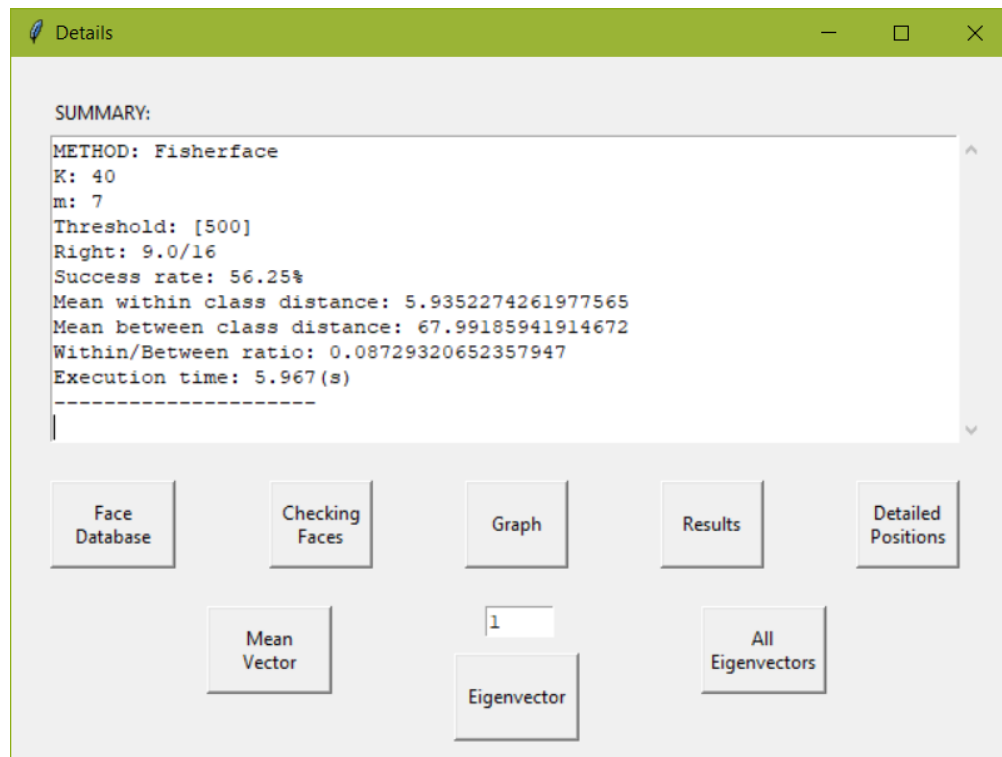 Details
SUMMARY:
METHOD: Fisherface
K: 40
m: 7
Threshold: [500]
Right: 9.0/16
Success rate: 56.25%
Mean within class distance: 5.9352274261977565
Mean between class distance: 67.99185941914672
Within/Between ratio: 0.08729320652357947
Execution time: 5.967(s)
---------------------
Face
Database
Checking
Faces
Graph
Results
Detailed
Positions
Mean
Vector
1
Eigenvector
All
Eigenvectors